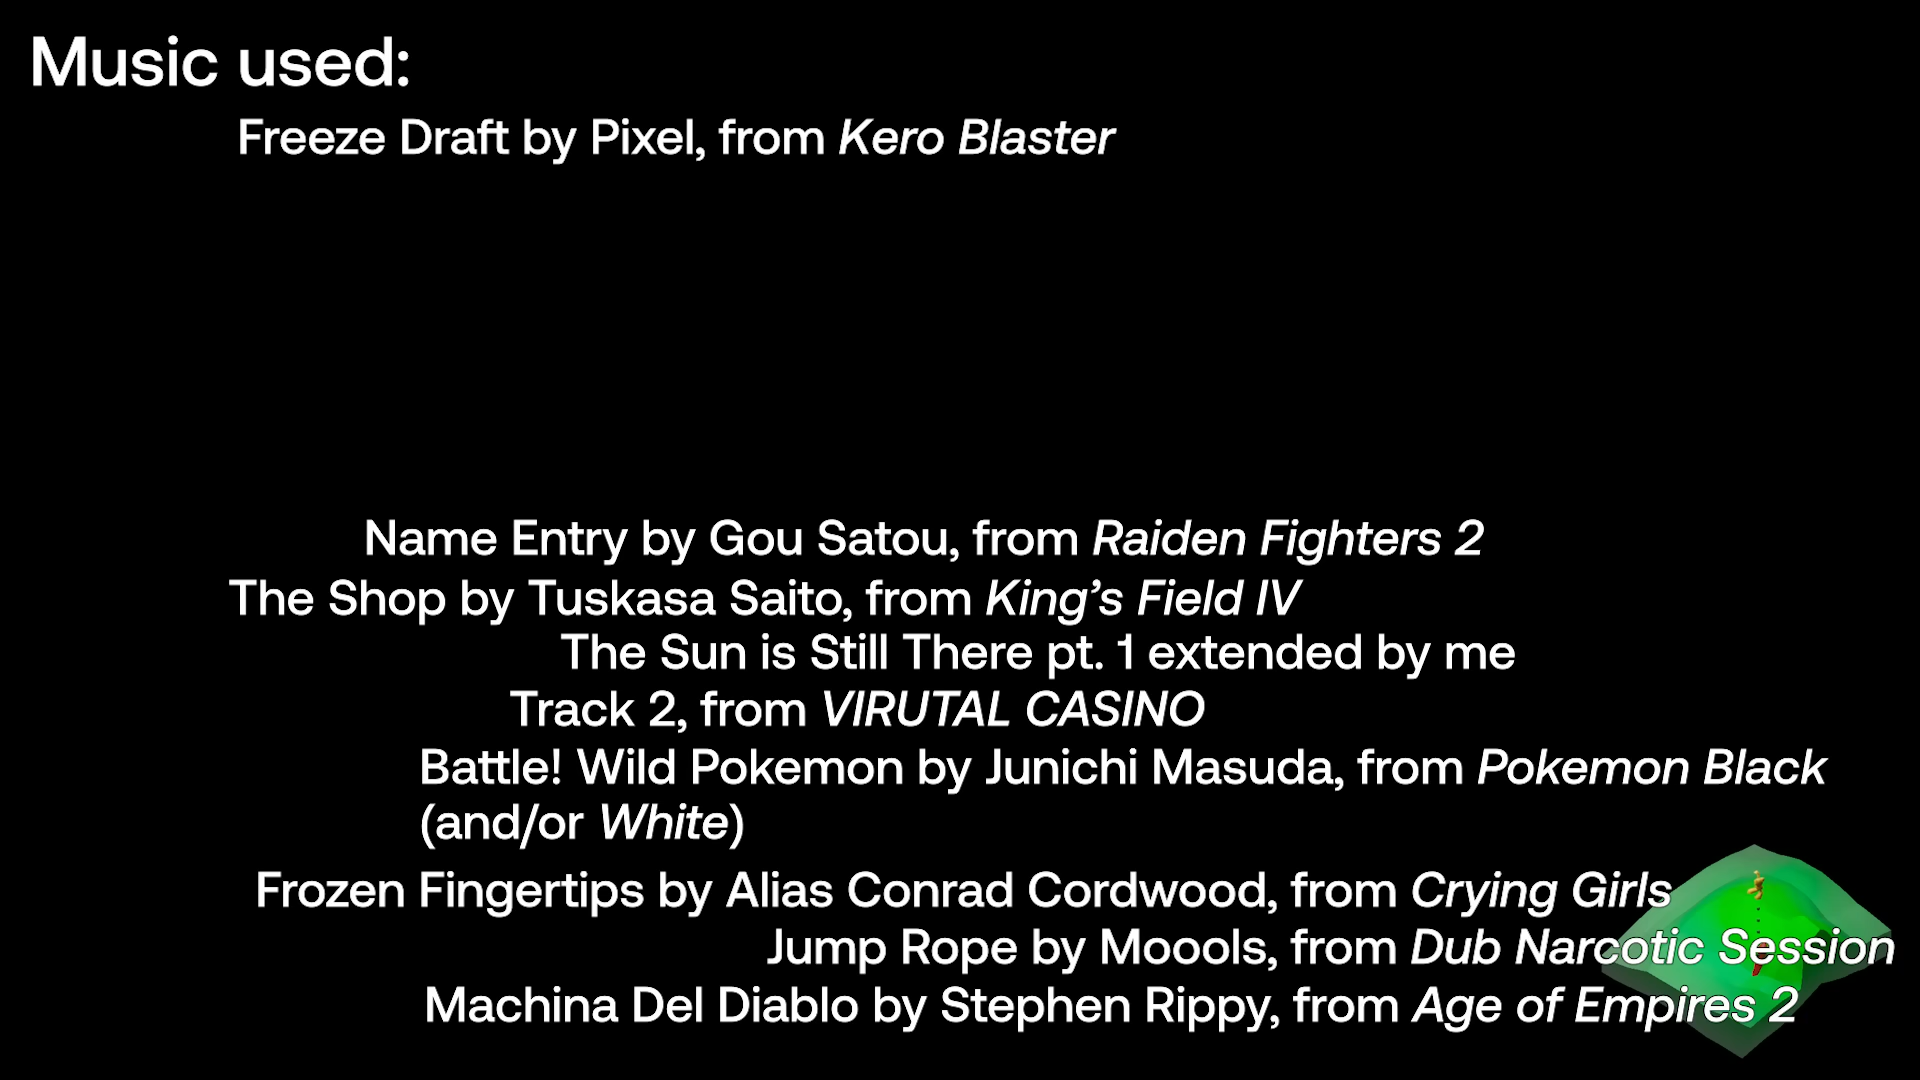 Music used:
Freeze Draft by Pixel, from Kero Blaster
Name Entry by Gou Satou, from Raiden Fighters 2
The Shop by Tuskasa Saito, from King’s Field IV
The Sun is Still There pt. 1 extended by me
Track 2, from VIRUTAL CASINO
Battle! Wild Pokemon by Junichi Masuda, from Pokemon Black
(and/or White)
Frozen Fingertips by Alias Conrad Cordwood, from Crying Girls
Jump Rope by Moools, from Dub Narcotic Session
Machina Del Diablo by Stephen Rippy, from Age of Empires 2